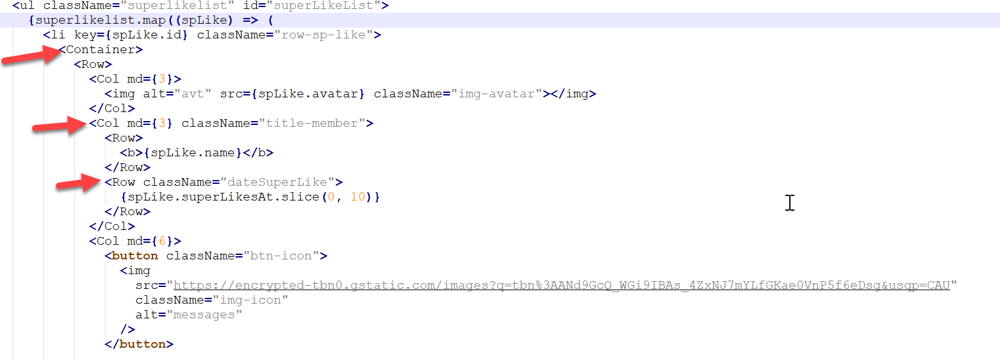 <ul className="superlikelist" id="superLikeList">
{superlikelist.map((spLike) => (
<li key={spLike.id} className="row-sp-like">
<Container>
<Row>
<Col md={3}>
<img alt="avt" src={spLike.avatar} className="img-avatar"></img>
</Col>
<Col md={3} className="title-member">
<Row>
<b>{spLike.name}</b>
</Row>
<Row className="dateSuperLike">
{spLike.superLikesAt.slice(0, 10)}
</Row>
</Col>
<Col md={6}>
<button className="btn-icon">
<img
src="https://encrypted-tbn0.gstatic.com/images?q=tbn%3AANd9GcQ_WGi9IBAs_4ZxNJ7mYLfGKae0VnP5f6eDsg&usqp=CAU"
className="img-icon"
alt="messages"
/>
</button>